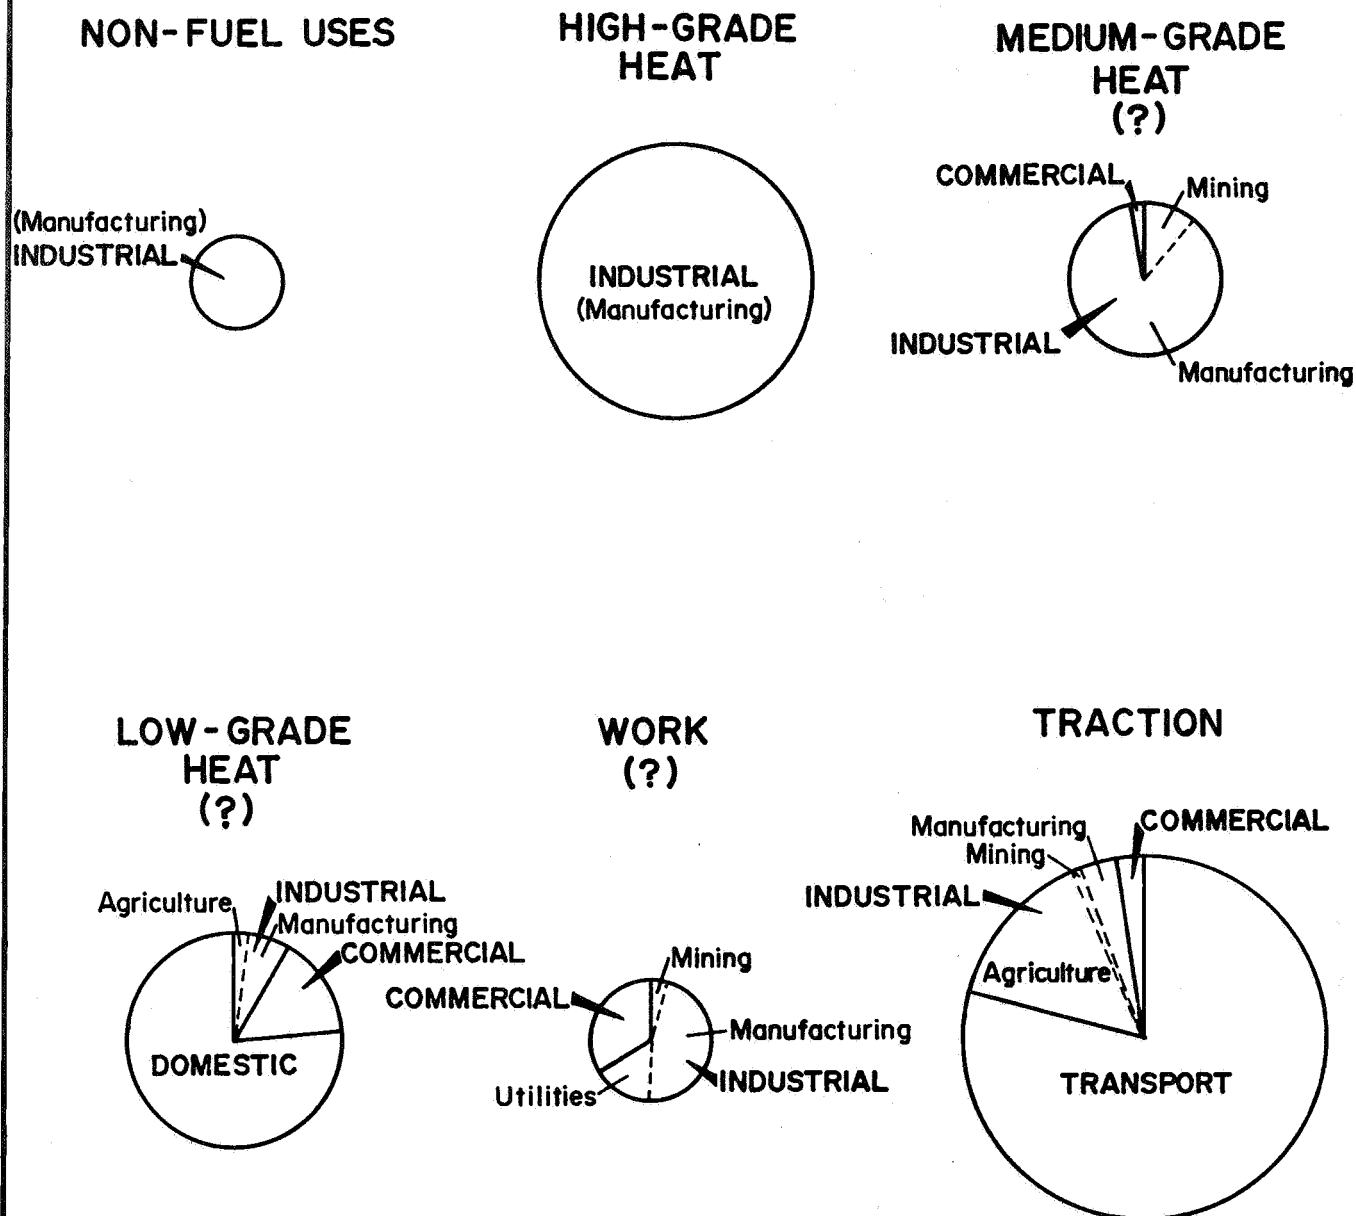 NON-FUEL USES
(Manufacturing)
INDUSTRIAL
HIGH-GRADE
HEAT
INDUSTRIAL
(Manufacturing)
MEDIUM-GRADE
HEAT
(?)
COMMERCIAL
Mining
INDUSTRIAL
Manufacturing
LOW-GRADE
HEAT
(?)
Agriculture
INDUSTRIAL
Manufacturing
COMMERCIAL
DOMESTIC
WORK
(?)
Mining
COMMERCIAL
Manufacturing
INDUSTRIAL
Utilities
TRACTION
Manufacturing
COMMERCIAL
Mining
INDUSTRIAL
Agriculture
TRANSPORT